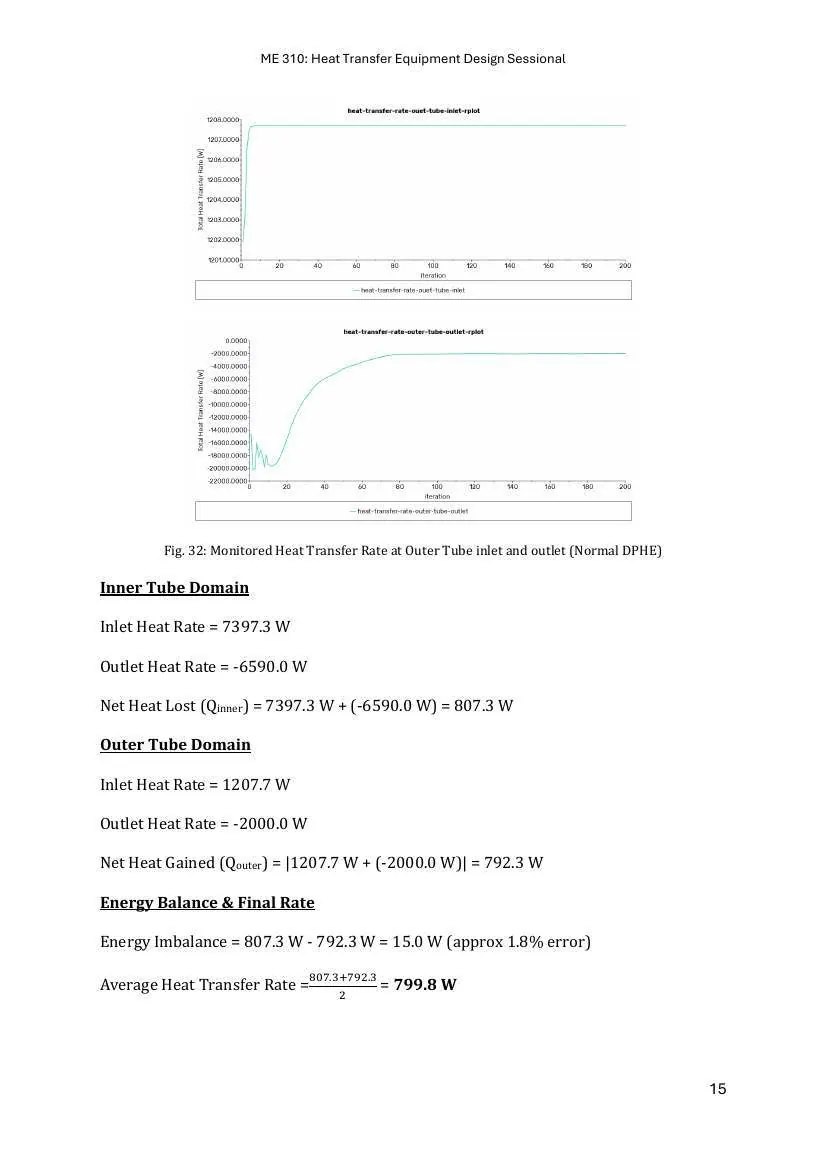 ME 310: Heat Transfer Equipment Design Sessional
heat-transfer-rate-ouet-tube-inlet-rplot
1208.0000
1207.0000
1206.0000
1205.0000
1204.0000
1203.0000
1202.0000
1201.0000
Total Heat Transfer Rate [W]
0 20 40 60 80 100 120 140 160 180 200
iteration
heat-transfer-rate-ouet-tube-inlet
heat-transfer-rate-outer-tube-outlet-rplot
0.0000
-2000.0000
-4000.0000
-6000.0000
-8000.0000
-10000.0000
-12000.0000
-14000.0000
-16000.0000
-18000.0000
-20000.0000
-22000.0000
Total Heat Transfer Rate [W]
0 20 40 60 80 100 120 140 160 180 200
iteration
heat-transfer-rate-outer-tube-outlet
Fig. 32: Monitored Heat Transfer Rate at Outer Tube inlet and outlet (Normal DPHE)
Inner Tube Domain
Inlet Heat Rate = 7397.3 W
Outlet Heat Rate = -6590.0 W
Net Heat Lost (Qinner) = 7397.3 W + (-6590.0 W) = 807.3 W
Outer Tube Domain
Inlet Heat Rate = 1207.7 W
Outlet Heat Rate = -2000.0 W
Net Heat Gained (Qouter) = |1207.7 W + (-2000.0 W)| = 792.3 W
Energy Balance & Final Rate
Energy Imbalance = 807.3 W - 792.3 W = 15.0 W (approx 1.8% error)
Average Heat Transfer Rate = (807.3+792.3)/2 = 799.8 W
15